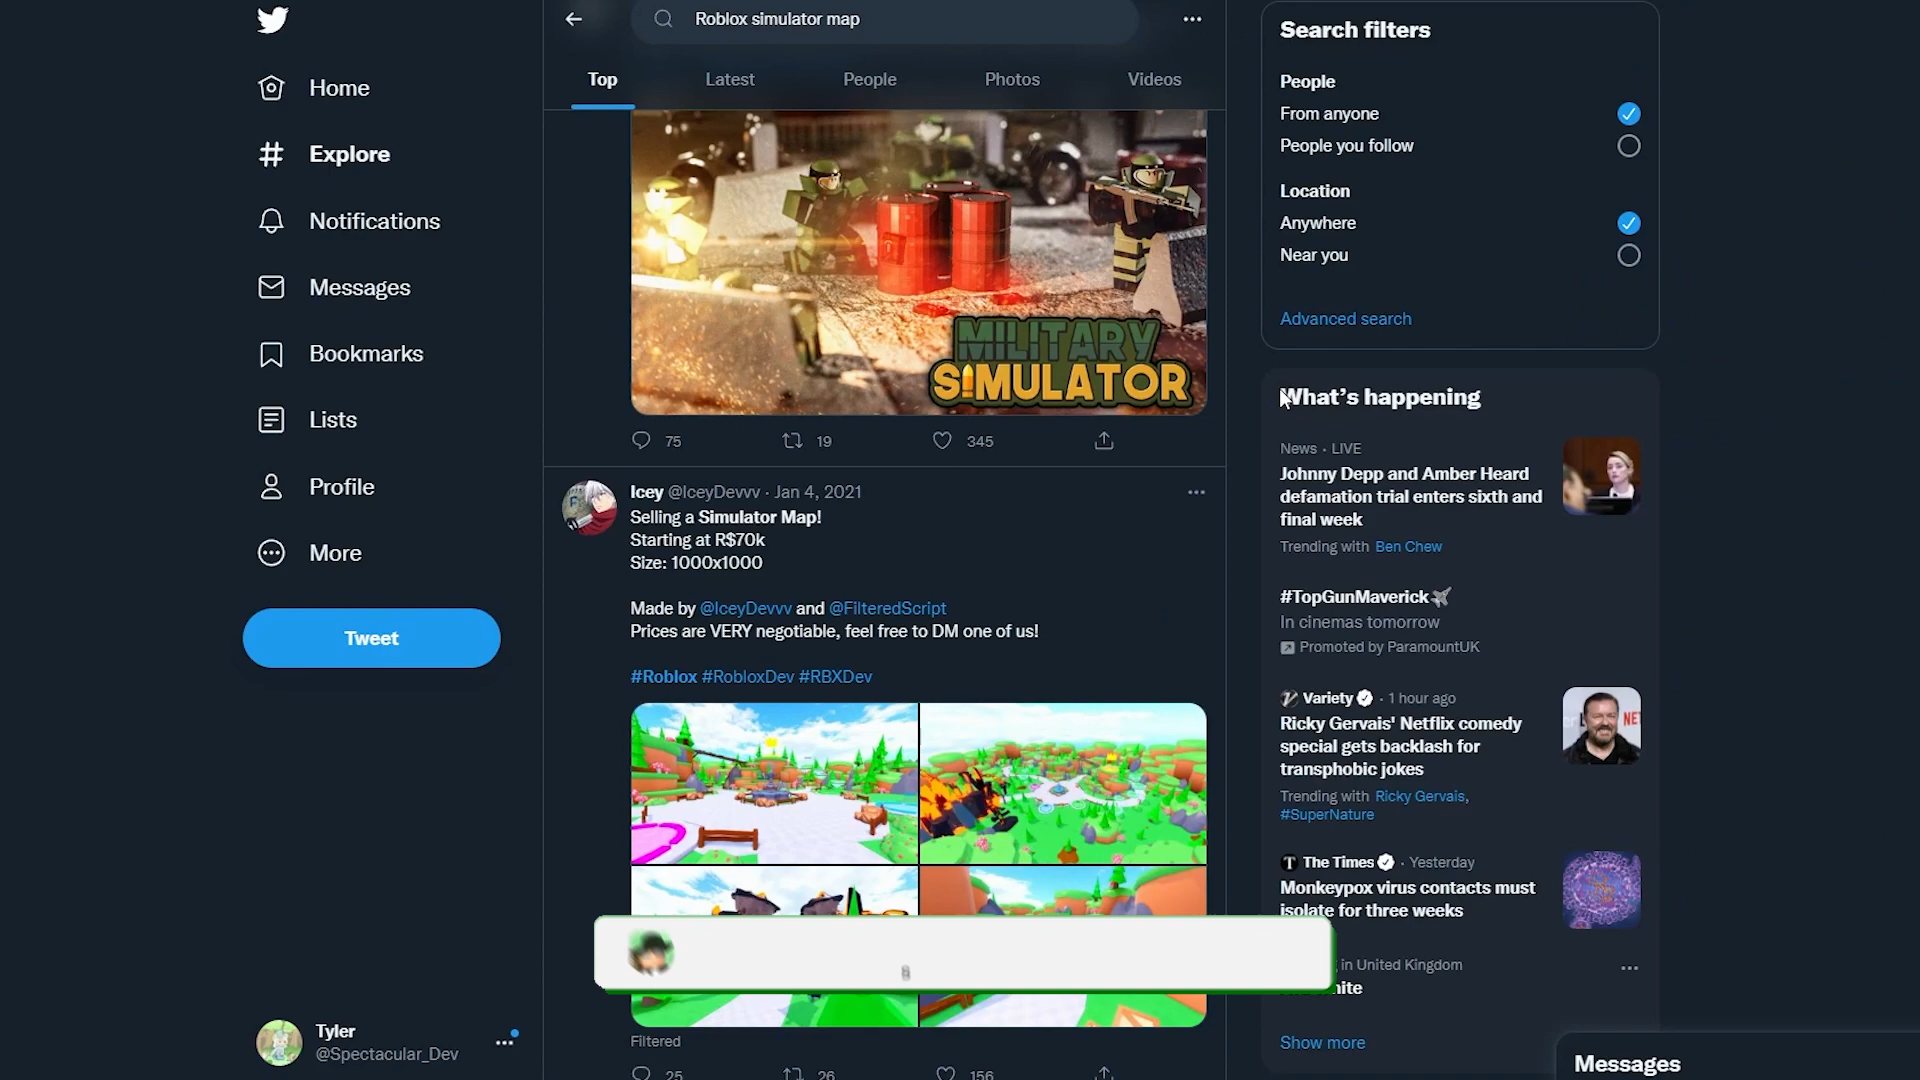 Roblox simulator map
Top
Latest
People
Photos
Videos
Home
Explore
Notifications
Messages
Bookmarks
Lists
Profile
More
Tweet
Tyler
@Spectacular_Dev
MILITARY
SIMULATOR
75
19
345
Icey @IceyDevvv · Jan 4, 2021
Selling a Simulator Map!
Starting at R$70k
Size: 1000x1000
Made by @IceyDevvv and @FilteredScript
Prices are VERY negotiable, feel free to DM one of us!
#Roblox #RobloxDev #RBXDev
Filtered
25
26
156
Search filters
People
From anyone
People you follow
Location
Anywhere
Near you
Advanced search
What's happening
News · LIVE
Johnny Depp and Amber Heard
defamation trial enters sixth and
final week
Trending with Ben Chew
#TopGunMaverick
In cinemas tomorrow
Promoted by ParamountUK
Variety · 1 hour ago
Ricky Gervais' Netflix comedy
special gets backlash for
transphobic jokes
Trending with Ricky Gervais,
#SuperNature
The Times · Yesterday
Monkeypox virus contacts must
isolate for three weeks
in United Kingdom
Show more
Messages